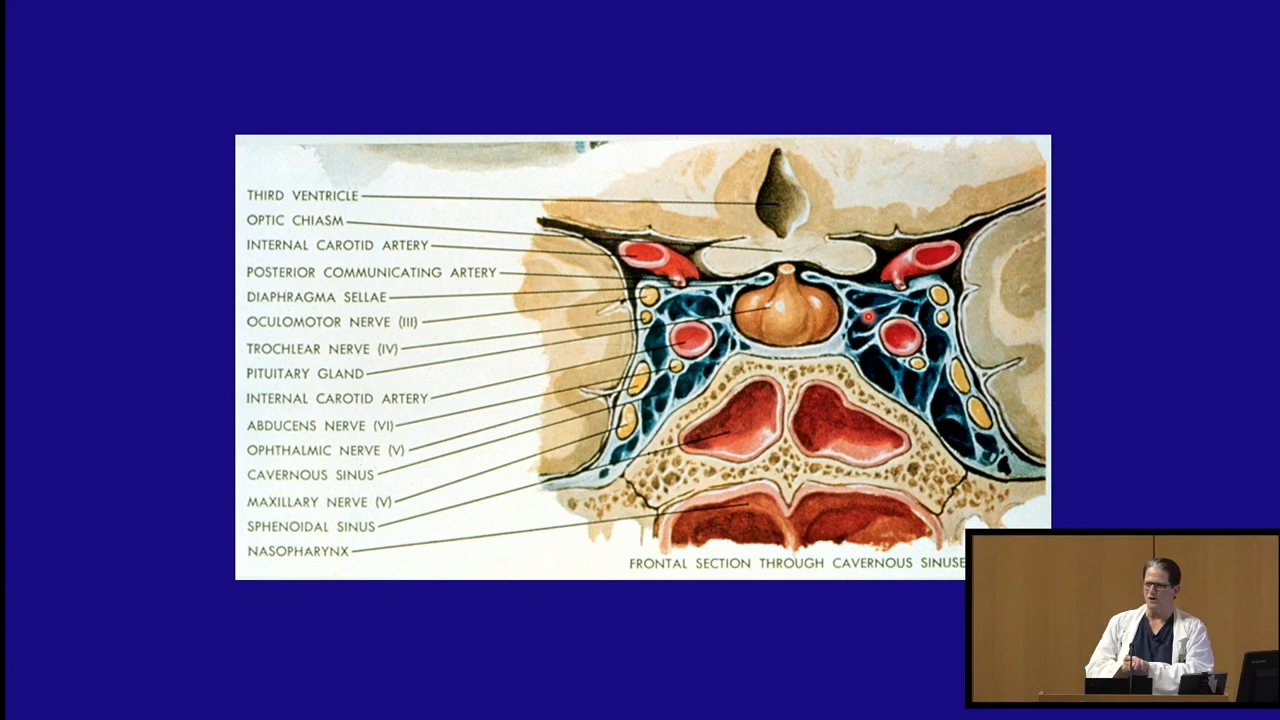 THIRD VENTRICLE
OPTIC CHIASM
INTERNAL CAROTID ARTERY
POSTERIOR COMMUNICATING ARTERY
DIAPHRAGMA SELLAE
OCULOMOTOR NERVE (III)
TROCHLEAR NERVE (IV)
PITUITARY GLAND
INTERNAL CAROTID ARTERY
ABDUCENS NERVE (VI)
OPHTHALMIC NERVE (V)
CAVERNOUS SINUS
MAXILLARY NERVE (V)
SPHENOIDAL SINUS
NASOPHARYNX
FRONTAL SECTION THROUGH CAVERNOUS SINUSE